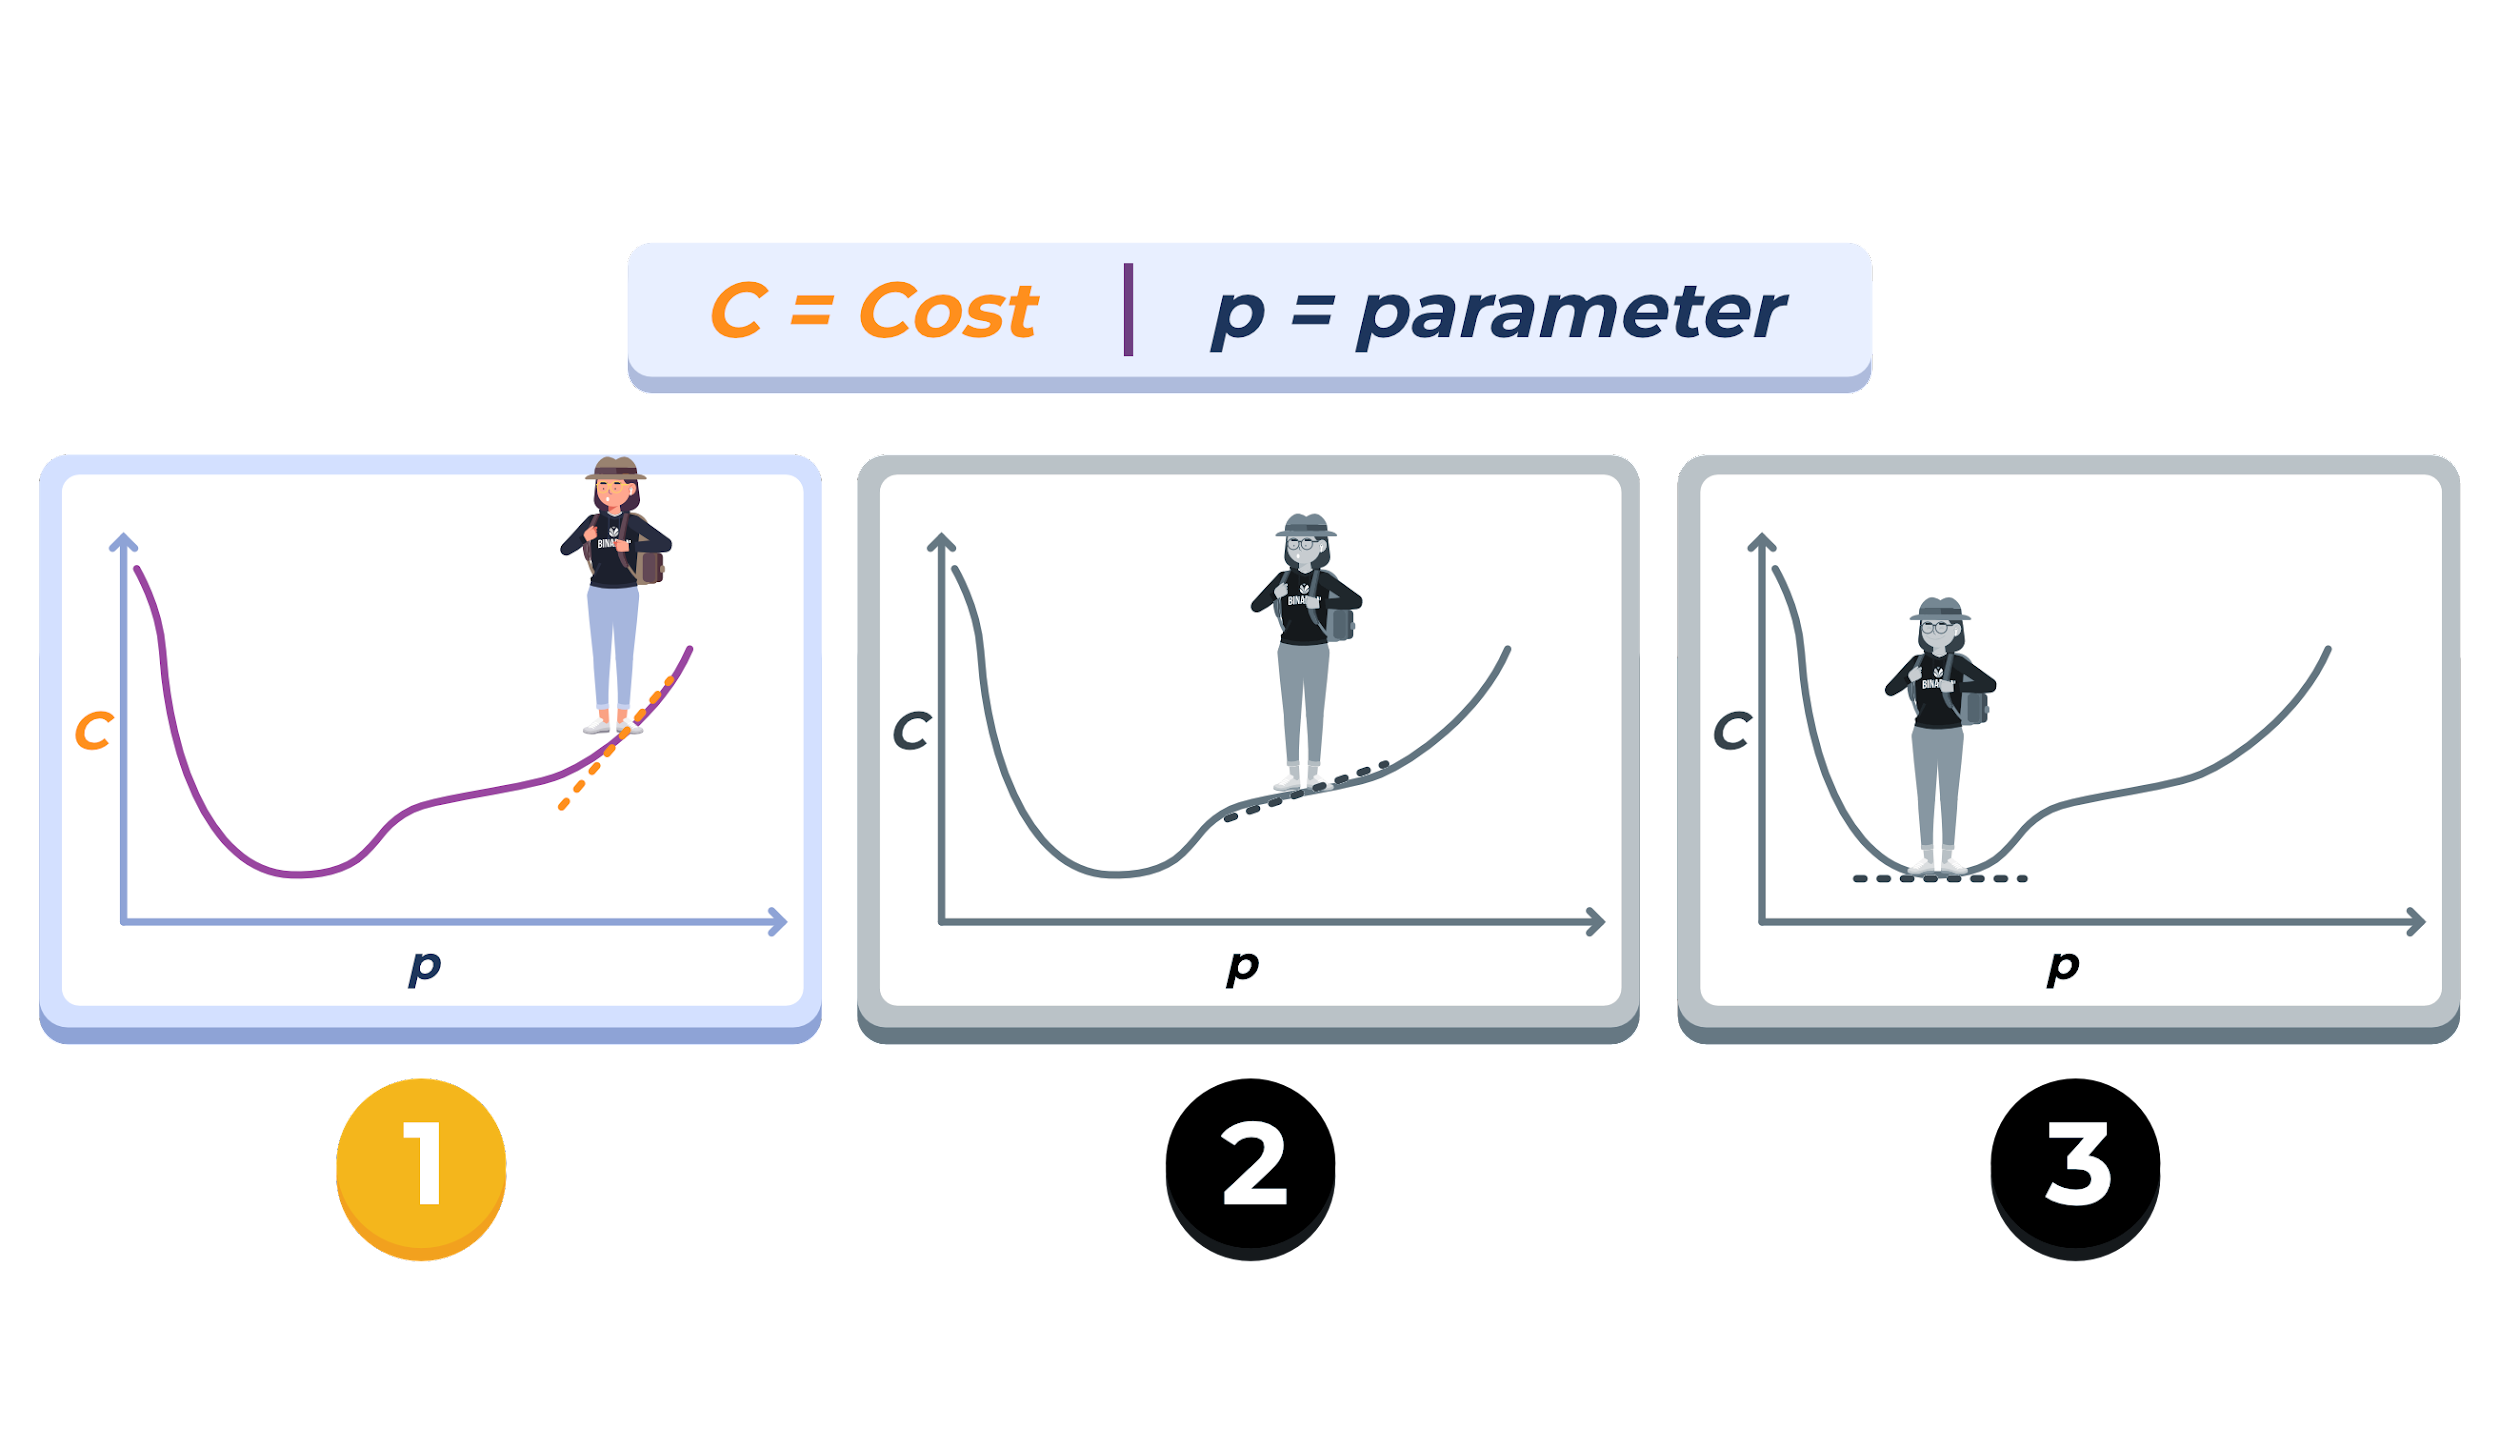 C = Cost
p = parameter
C
p
C
p
C
p
1
2
3